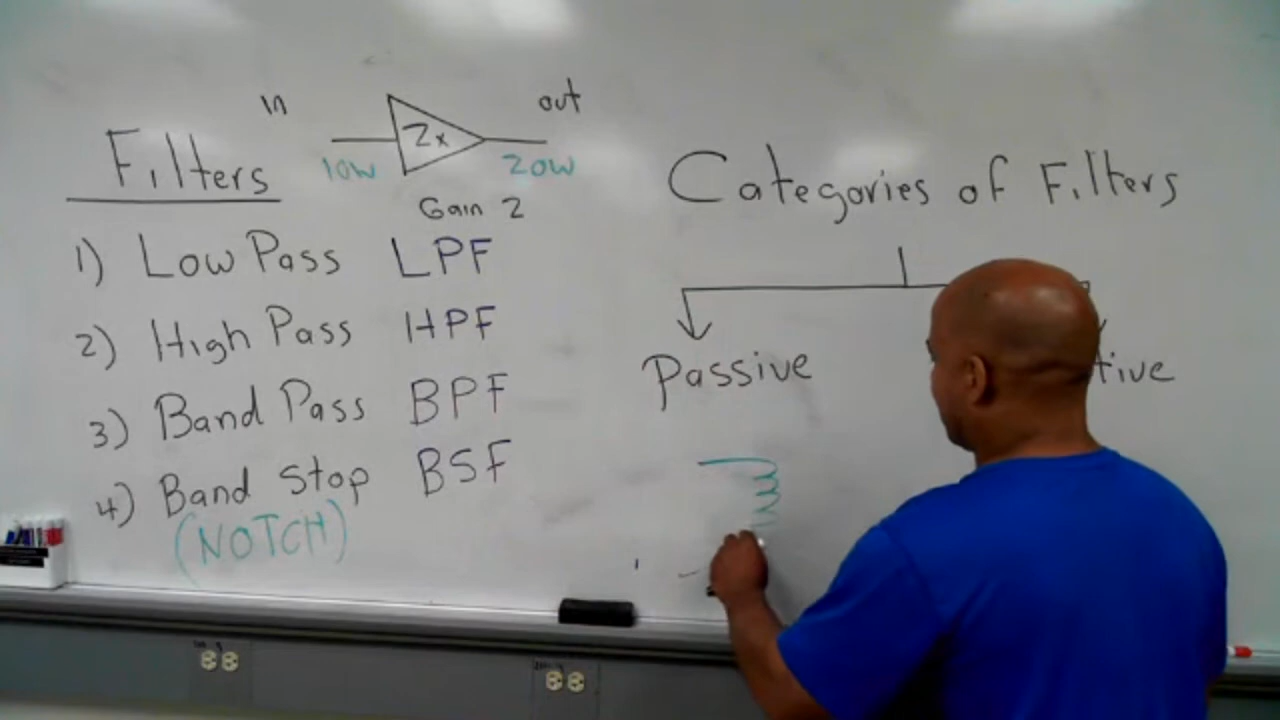 In
out
Filters
2x
10W
20W
Gain 2
1) Low Pass LPF
2) High Pass HPF
3) Band Pass BPF
4) Band Stop BSF
(NOTCH)
Categories of Filters
Passive
tive